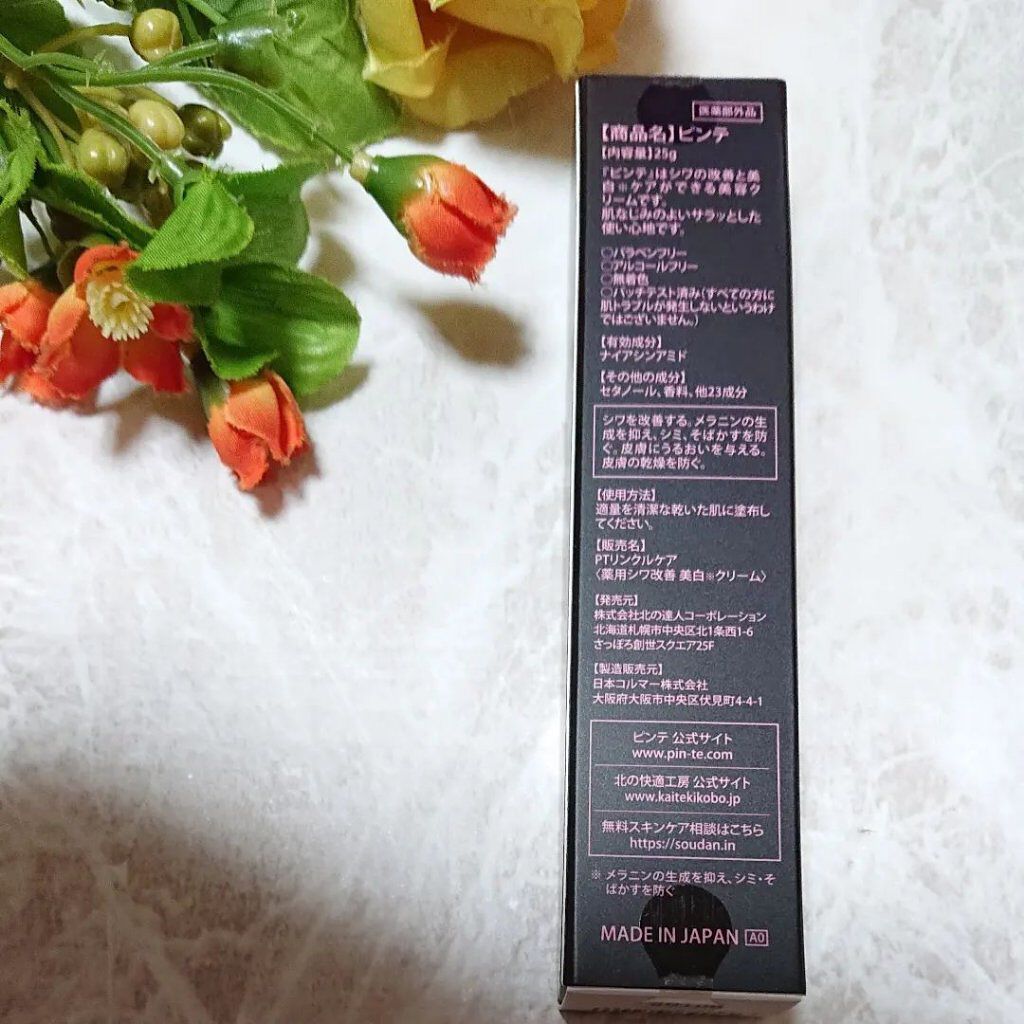 医薬部外品
【商品名】ピンテ
【内容量】25g
『ピンテ』はシワの改善と美
白※ケアができる美容ク
リームです。
肌なじみのよいサラッとした
使い心地です。
○パラベンフリー
○アルコールフリー
○無着色
○パッチテスト済み(すべての方に
肌トラブルが発生しないというわけ
ではございません。)
【有効成分】
ナイアシンアミド
【その他の成分】
セタノール、香料、他23成分
シワを改善する。メラニンの生
成を抑え、シミ、そばかすを防
ぐ。皮膚にうるおいを与える。
皮膚の乾燥を防ぐ。
【使用方法】
適量を清潔な乾いた肌に塗布し
てください。
【販売名】
PTリンクルケア
〈薬用シワ改善 美白※クリーム〉
【発売元】
株式会社北の達人コーポレーション
北海道札幌市中央区北1条西1-6
さっぽろ創世スクエア25F
【製造販売元】
日本コルマー株式会社
大阪府大阪市中央区伏見町4-4-1
ピンテ 公式サイト
www.pin-te.com
北の快適工房 公式サイト
www.kaitekikobo.jp
無料スキンケア相談はこちら
https://soudan.in
※ メラニンの生成を抑え、シミ・そ
ばかすを防ぐ
MADE IN JAPAN A0